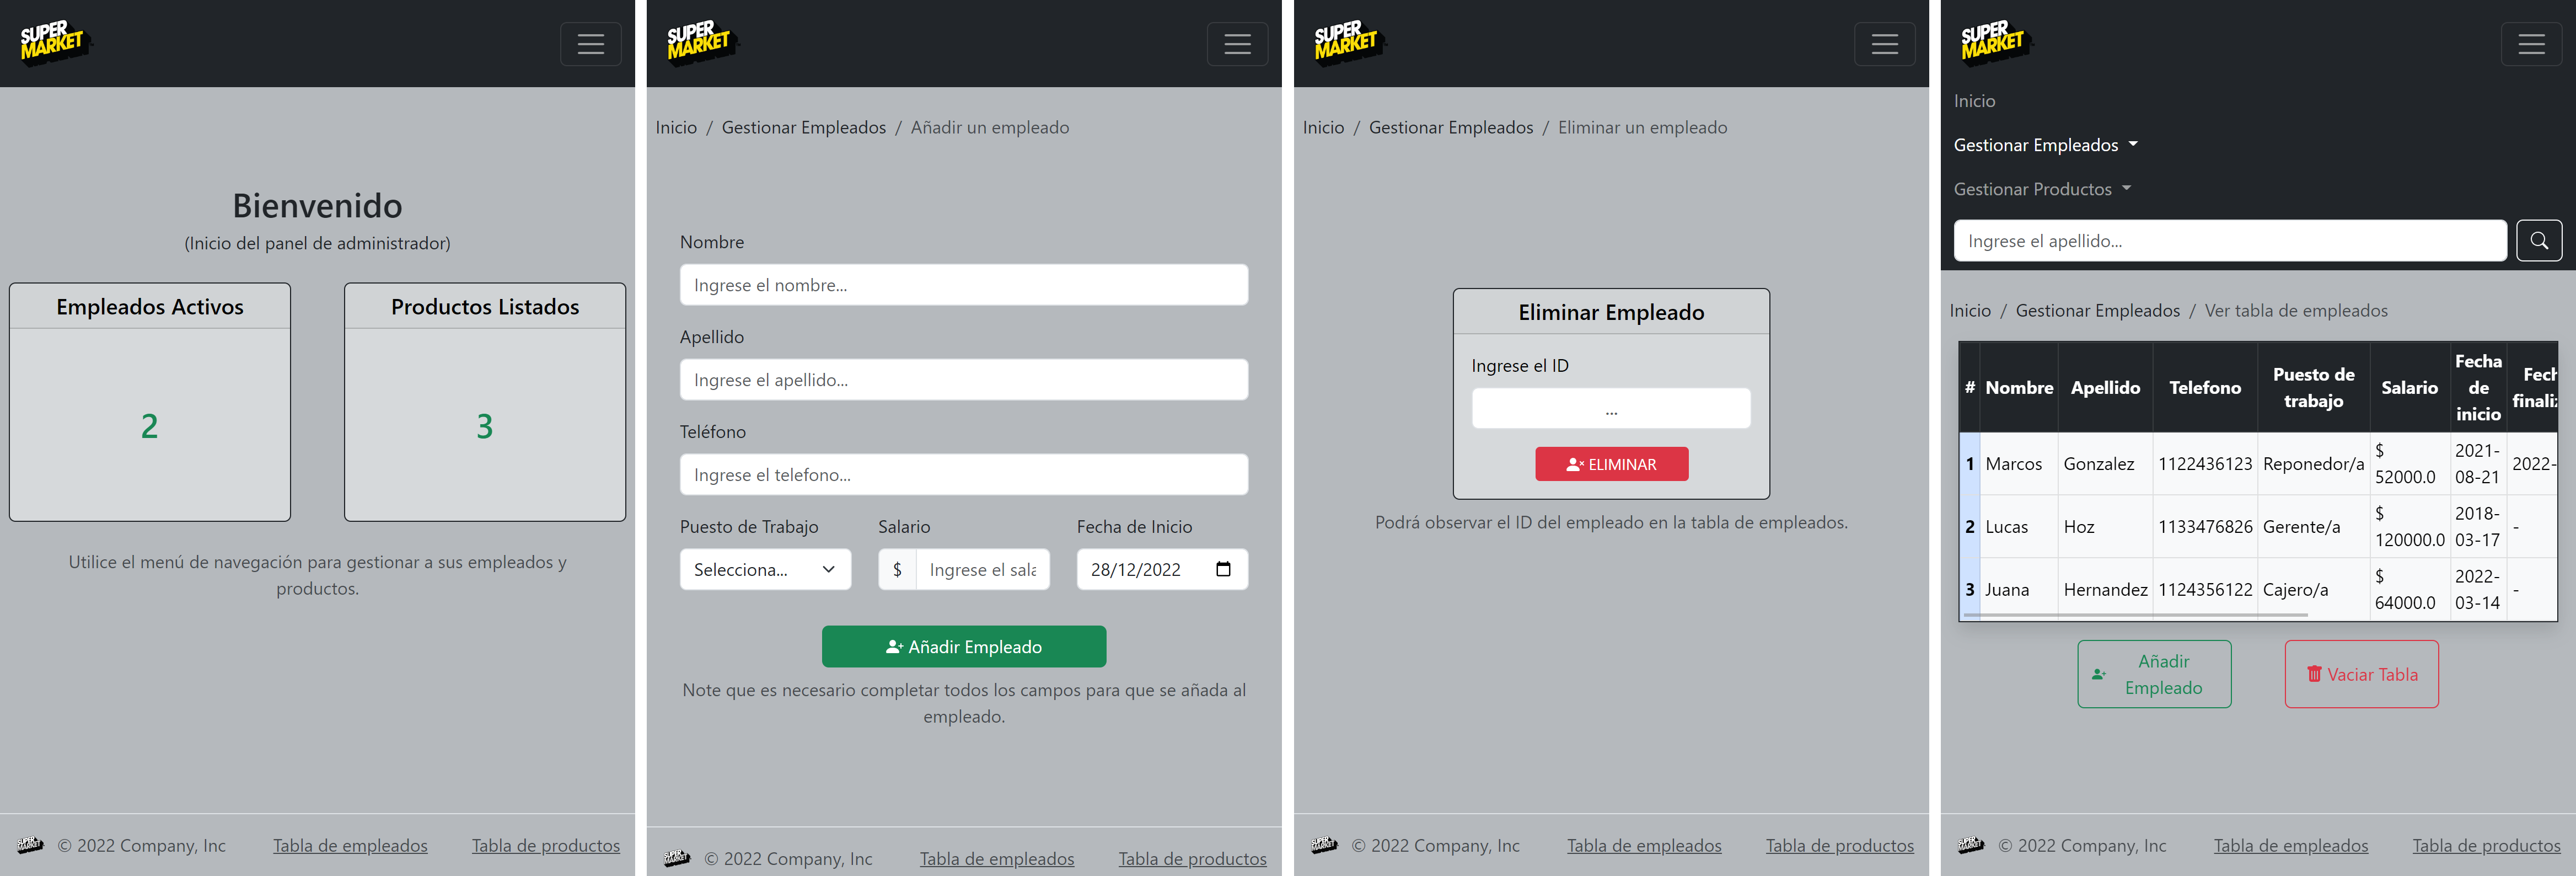 SUPER
MARKET
Bienvenido
(Inicio del panel de administrador)
Empleados Activos
2
Productos Listados
3
Utilice el menú de navegación para gestionar a sus empleados y
productos.
SUPER
MARKET
© 2022 Company, Inc
Tabla de empleados
Tabla de productos
SUPER
MARKET
Inicio / Gestionar Empleados / Añadir un empleado
Nombre
Ingrese el nombre...
Apellido
Ingrese el apellido...
Teléfono
Ingrese el telefono...
Puesto de Trabajo
Selecciona...
Salario
$ Ingrese el sala
Fecha de Inicio
28/12/2022
Añadir Empleado
Note que es necesario completar todos los campos para que se añada al
empleado.
SUPER
MARKET
© 2022 Company, Inc
Tabla de empleados
Tabla de productos
SUPER
MARKET
Inicio / Gestionar Empleados / Eliminar un empleado
Eliminar Empleado
Ingrese el ID
...
ELIMINAR
Podrá observar el ID del empleado en la tabla de empleados.
SUPER
MARKET
© 2022 Company, Inc
Tabla de empleados
Tabla de productos
SUPER
MARKET
Inicio
Gestionar Empleados
Gestionar Productos
Ingrese el apellido...
Inicio / Gestionar Empleados / Ver tabla de empleados
# Nombre Apellido Telefono Puesto de trabajo Salario Fecha de inicio Fech finaliz
1 Marcos Gonzalez 1122436123 Reponedor/a $ 52000.0 2021-08-21 2022-
2 Lucas Hoz 1133476826 Gerente/a $ 120000.0 2018-03-17 -
3 Juana Hernandez 1124356122 Cajero/a $ 64000.0 2022-03-14 -
Añadir
Empleado
Vaciar Tabla
SUPER
MARKET
© 2022 Company, Inc
Tabla de empleados
Tabla de productos